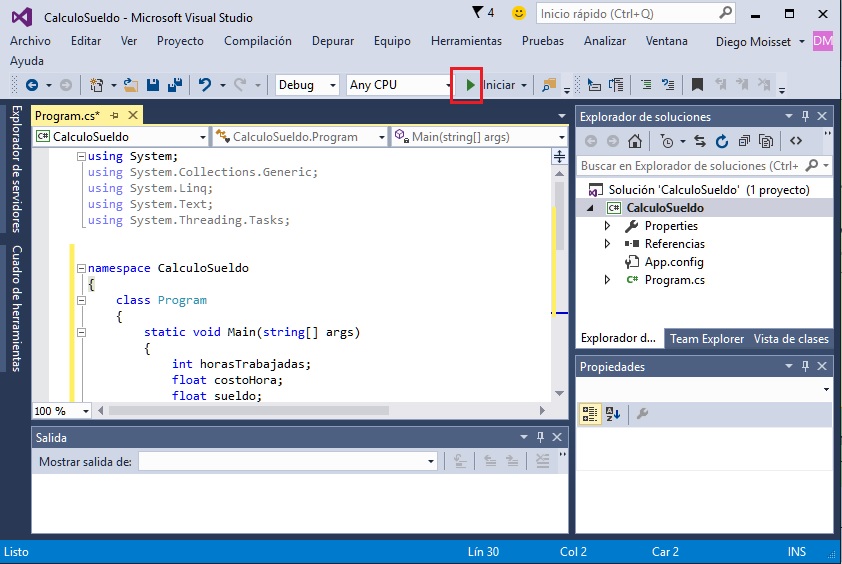 CalculoSueldo - Microsoft Visual Studio
4
Inicio rápido (Ctrl+Q)
Archivo Editar Ver Proyecto Compilación Depurar Equipo Herramientas Pruebas Analizar Ventana Diego Moisset DM
Ayuda
Debug Any CPU Iniciar
Explorador de servidores
Cuadro de herramientas
Program.cs*
C# CalculoSueldo CalculoSueldo.Program Main(string[] args)
using System;
using System.Collections.Generic;
using System.Linq;
using System.Text;
using System.Threading.Tasks;
namespace CalculoSueldo
{
class Program
{
static void Main(string[] args)
{
int horasTrabajadas;
float costoHora;
float sueldo;
100 %
Explorador de soluciones
Buscar en Explorador de soluciones (Ctrl+
Solución 'CalculoSueldo' (1 proyecto)
C# CalculoSueldo
Properties
Referencias
App.config
C# Program.cs
Explorador d... Team Explorer Vista de clases
Propiedades
Salida
Mostrar salida de:
Listo Lín 30 Col 2 Car 2 INS